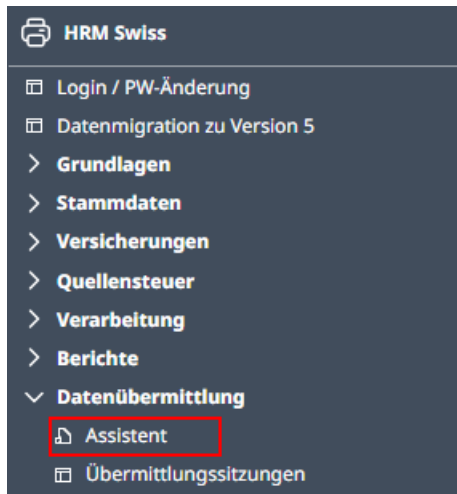 HRM Swiss
Login / PW-Änderung
Datenmigration zu Version 5
Grundlagen
Stammdaten
Versicherungen
Quellensteuer
Verarbeitung
Berichte
Datenübermittlung
Assistent
Übermittlungssitzungen